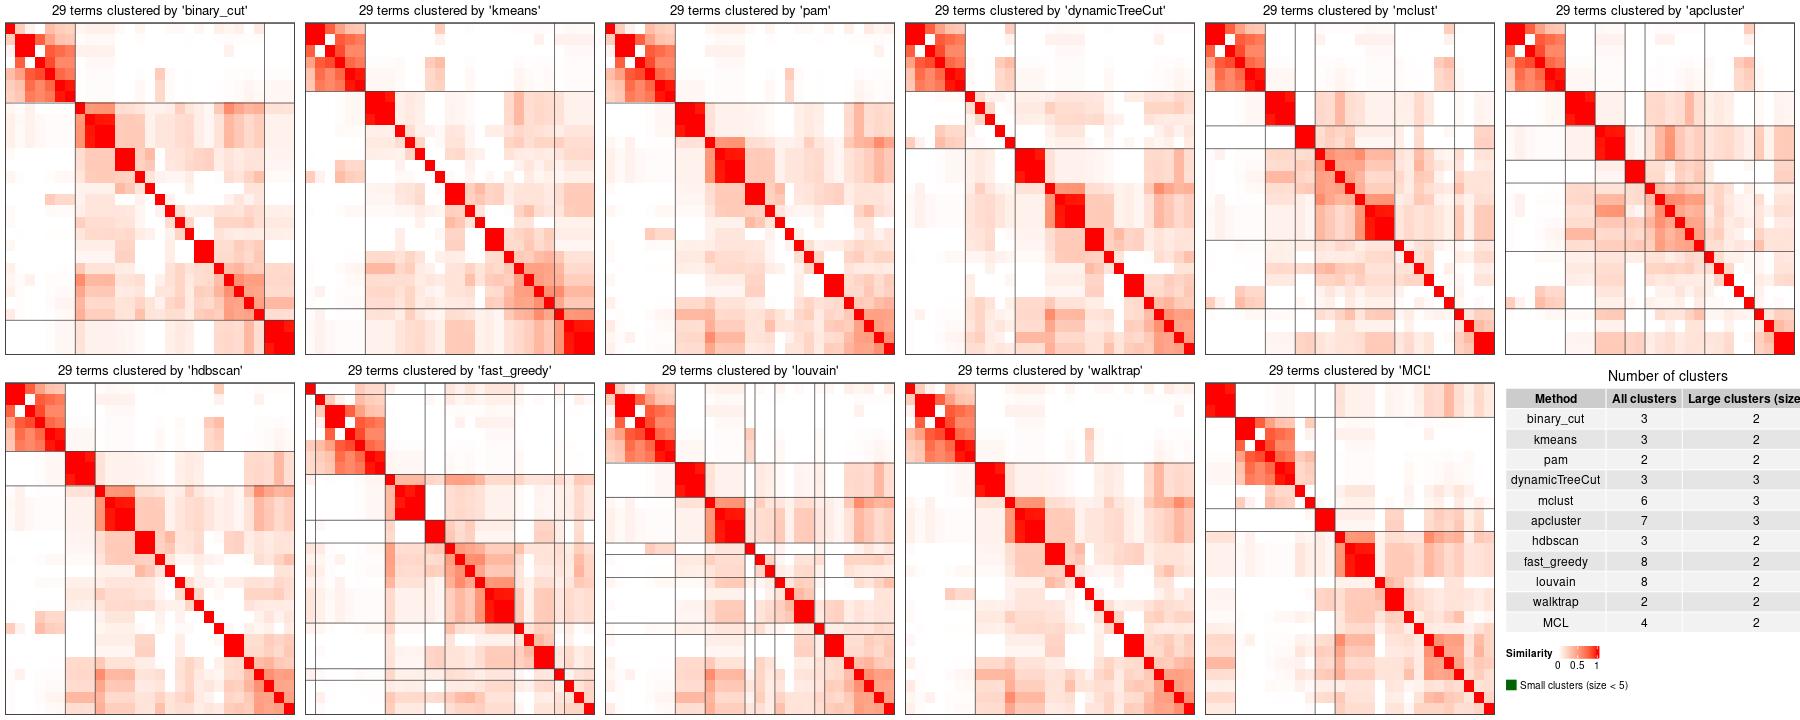 29 terms clustered by 'binary_cut'
29 terms clustered by 'kmeans'
29 terms clustered by 'pam'
29 terms clustered by 'dynamicTreeCut'
29 terms clustered by 'mclust'
29 terms clustered by 'apcluster'
29 terms clustered by 'hdbscan'
29 terms clustered by 'fast_greedy'
29 terms clustered by 'louvain'
29 terms clustered by 'walktrap'
29 terms clustered by 'MCL'
Number of clusters
Method All clusters Large clusters (size
binary_cut 3 2
kmeans 3 2
pam 2 2
dynamicTreeCut 3 3
mclust 6 3
apcluster 7 3
hdbscan 3 2
fast_greedy 8 2
louvain 8 2
walktrap 2 2
MCL 4 2
Similarity
0 0.5 1
Small clusters (size < 5)